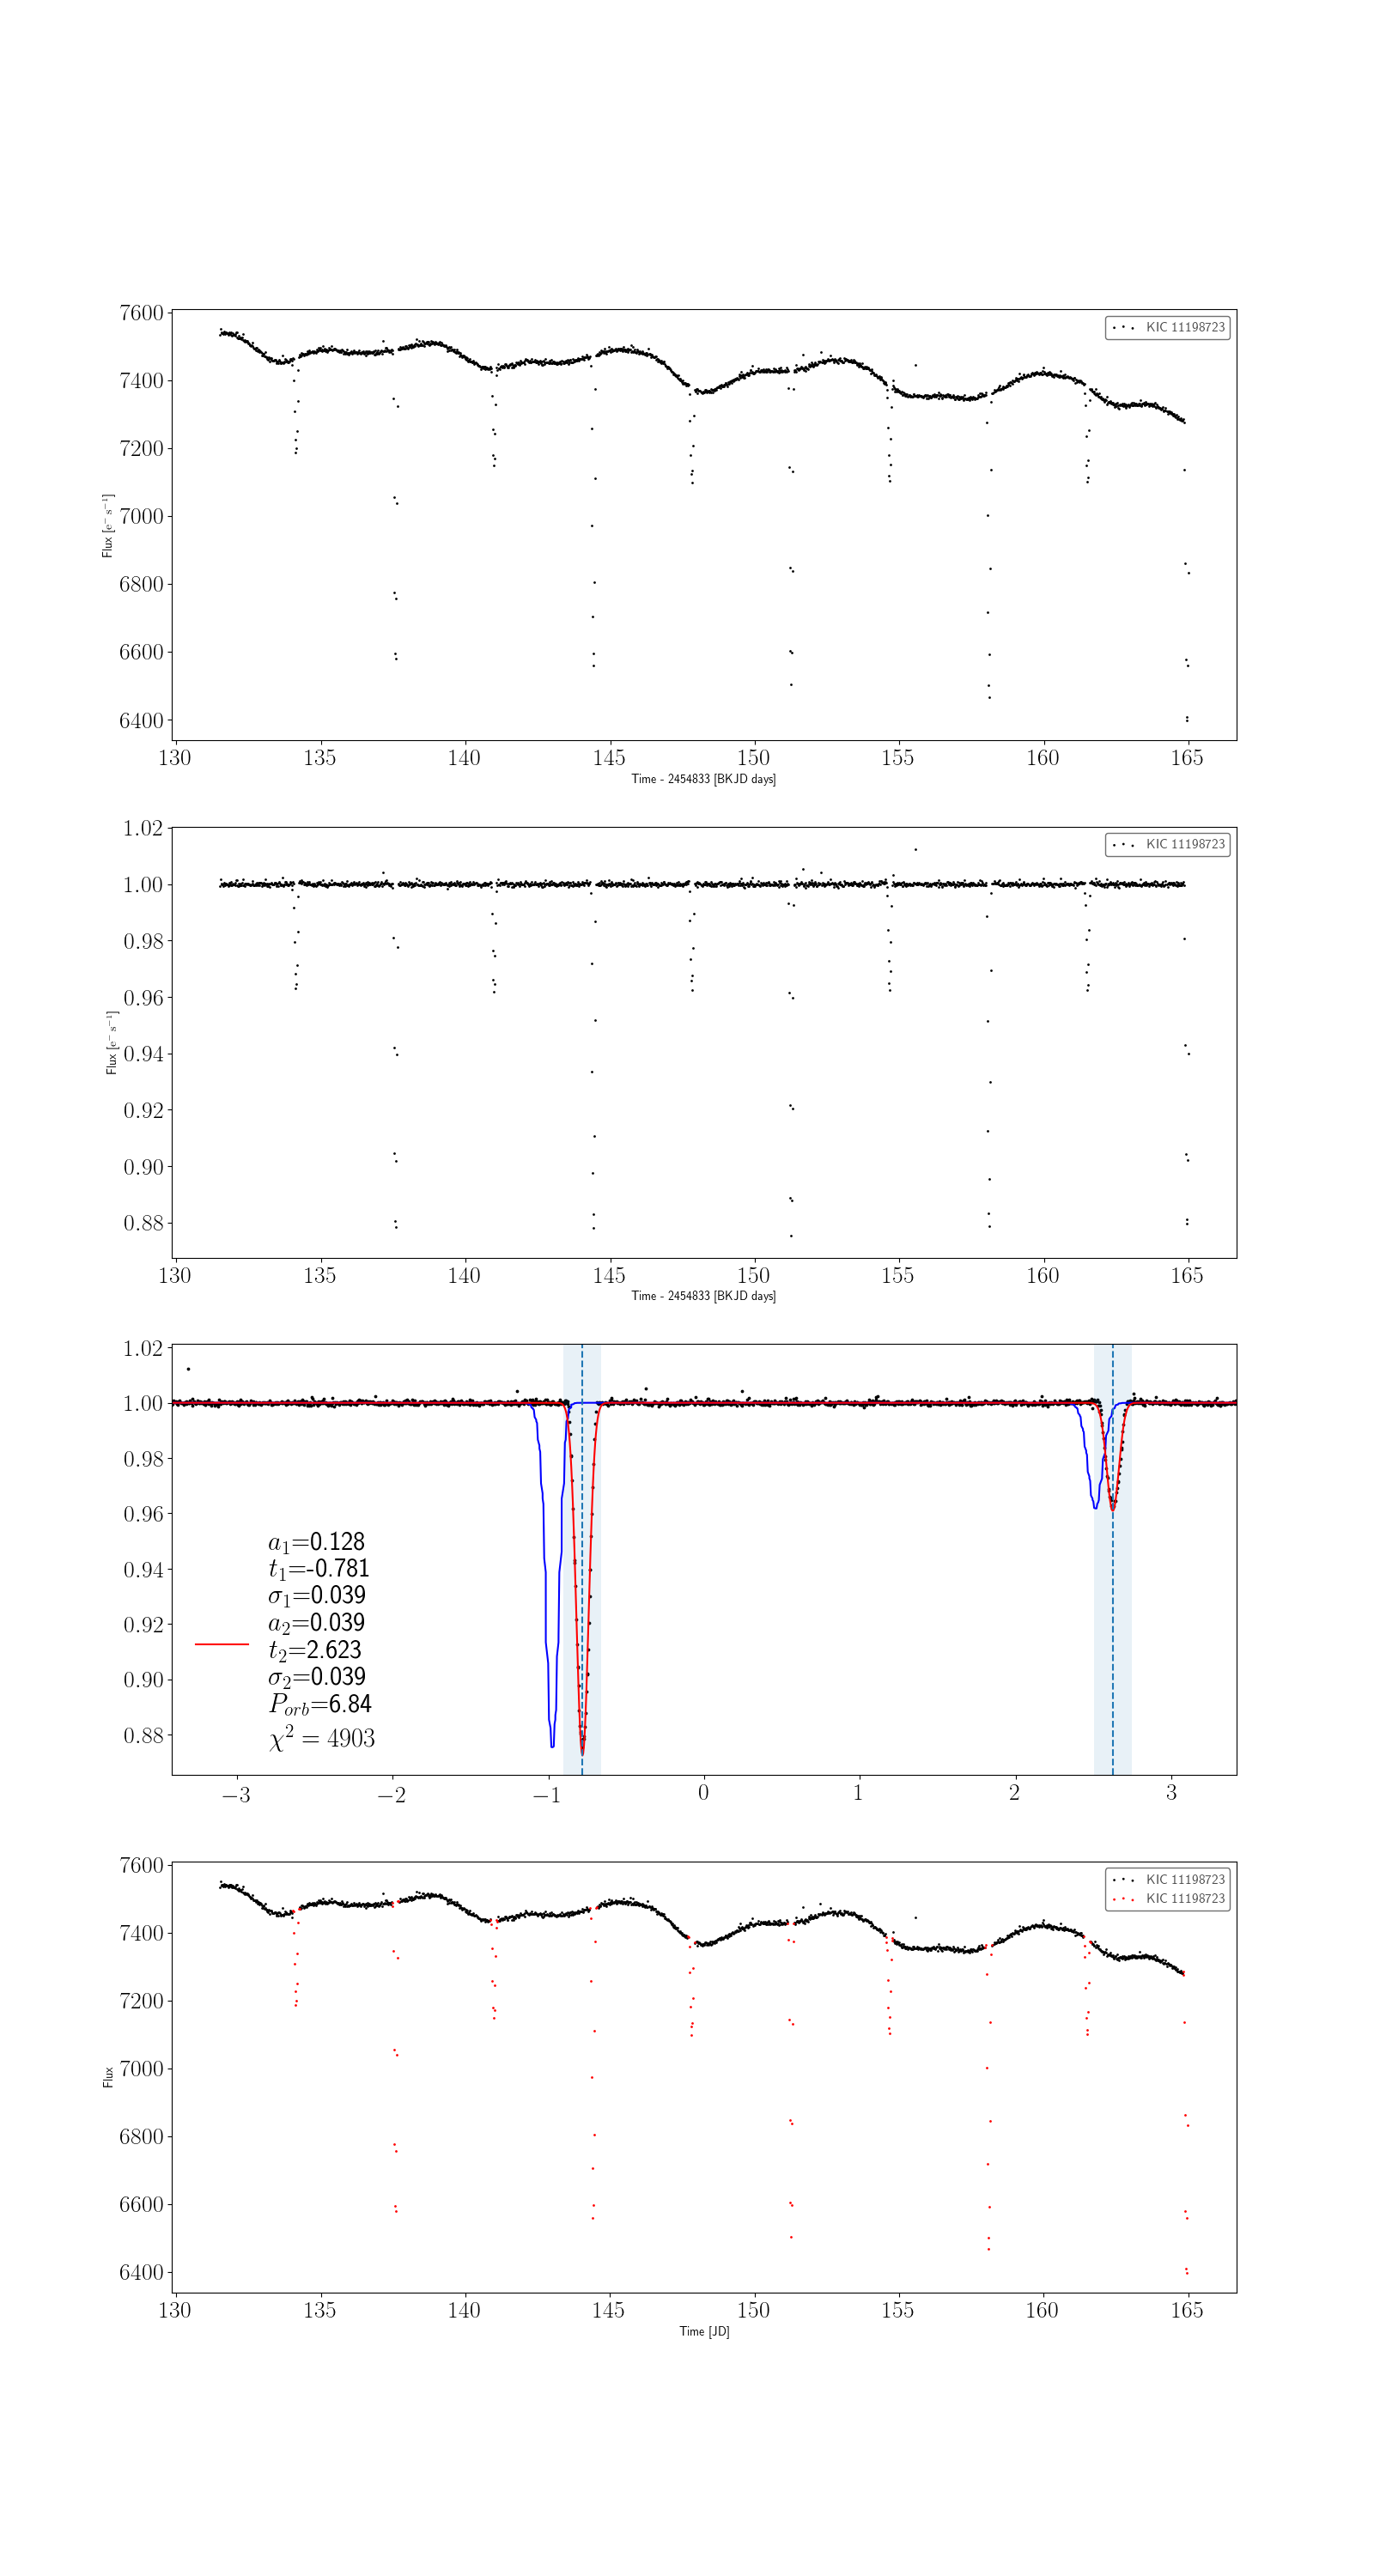 7600
7400
7200
7000
6800
6600
6400
Flux [e⁻ s⁻¹]
KIC 11198723
130 135 140 145 150 155 160 165
Time - 2454833 [BKJD days]
1.02
1.00
0.98
0.96
0.94
0.92
0.90
0.88
Flux [e⁻ s⁻¹]
KIC 11198723
130 135 140 145 150 155 160 165
Time - 2454833 [BKJD days]
1.02
1.00
0.98
0.96
0.94
0.92
0.90
0.88
a₁=0.128
t₁=-0.781
σ₁=0.039
a₂=0.039
t₂=2.623
σ₂=0.039
P_orb=6.84
χ² = 4903
−3 −2 −1 0 1 2 3
7600
7400
7200
7000
6800
6600
6400
Flux
KIC 11198723
KIC 11198723
130 135 140 145 150 155 160 165
Time [JD]